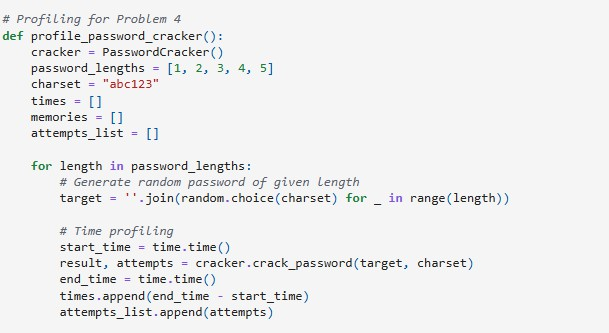 # Profiling for Problem 4
def profile_password_cracker():
    cracker = PasswordCracker()
    password_lengths = [1, 2, 3, 4, 5]
    charset = "abc123"
    times = []
    memories = []
    attempts_list = []

    for length in password_lengths:
        # Generate random password of given length
        target = ''.join(random.choice(charset) for _ in range(length))

        # Time profiling
        start_time = time.time()
        result, attempts = cracker.crack_password(target, charset)
        end_time = time.time()
        times.append(end_time - start_time)
        attempts_list.append(attempts)